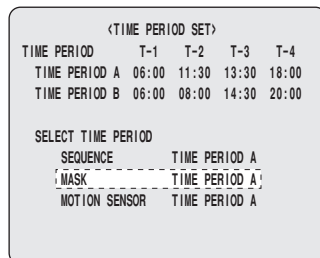 <TIME PERIOD SET>
TIME PERIOD T-1 T-2 T-3 T-4
TIME PERIOD A 06:00 11:30 13:30 18:00
TIME PERIOD B 06:00 08:00 14:30 20:00
SELECT TIME PERIOD
SEQUENCE TIME PERIOD A
MASK TIME PERIOD A
MOTION SENSOR TIME PERIOD A